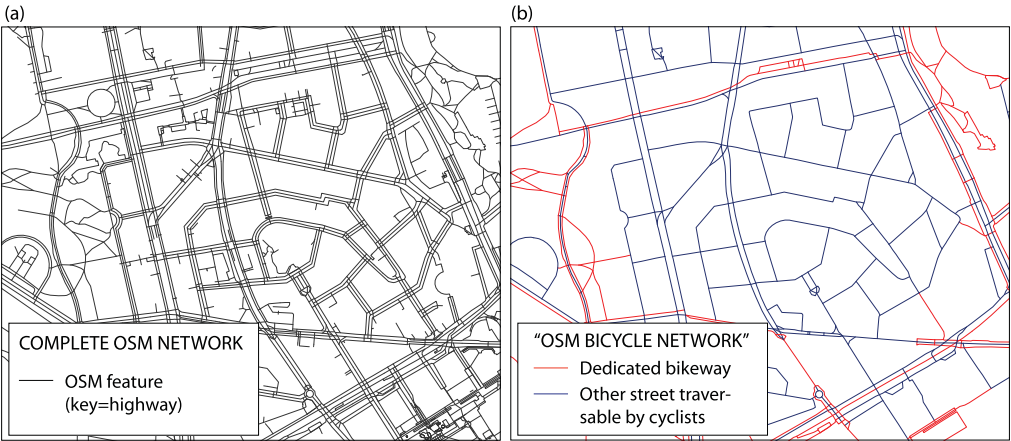 (a)
COMPLETE OSM NETWORK
OSM feature
(key=highway)
(b)
“OSM BICYCLE NETWORK”
Dedicated bikeway
Other street traver-
sable by cyclists